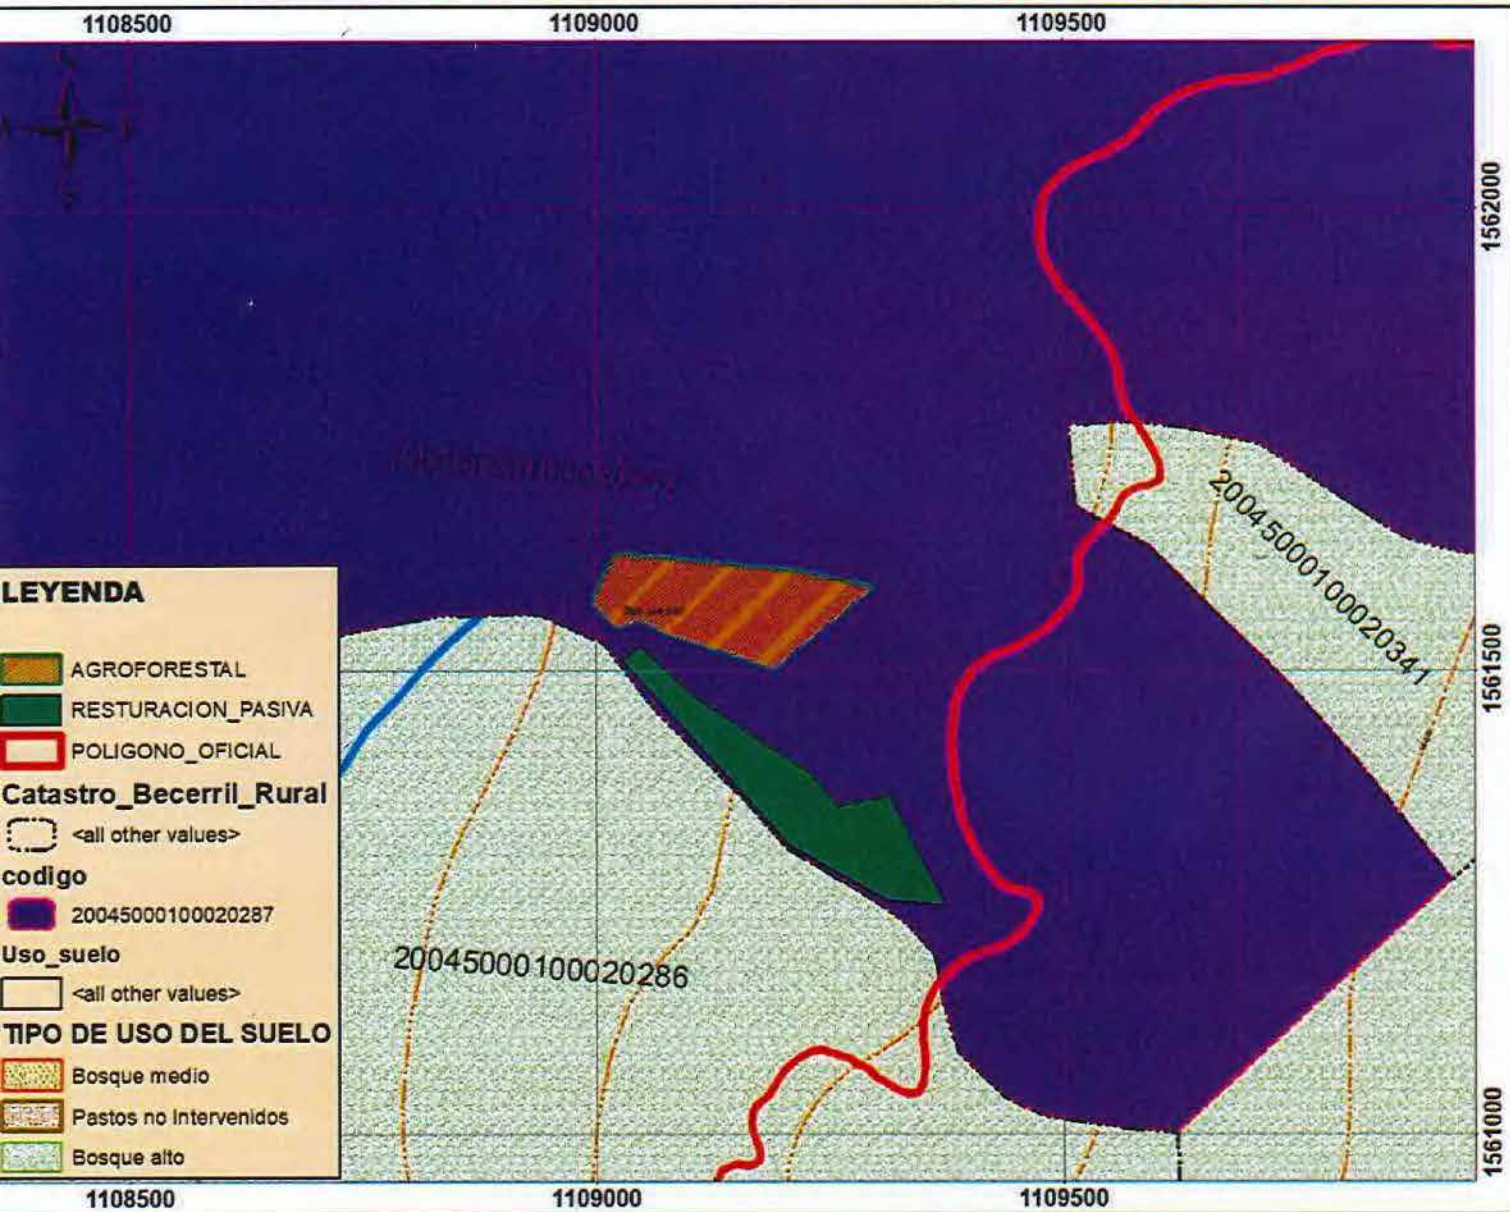 1108500 1109000 1109500
1562000
20045000100020341
1561500
20045000100020286
1561000
LEYENDA
AGROFORESTAL
RESTURACION_PASIVA
POLIGONO_OFICIAL
Catastro_Becerril_Rural
<all other values>
codigo
20045000100020287
Uso_suelo
<all other values>
TIPO DE USO DEL SUELO
Bosque medio
Pastos no Intervenidos
Bosque alto
1108500 1109000 1109500